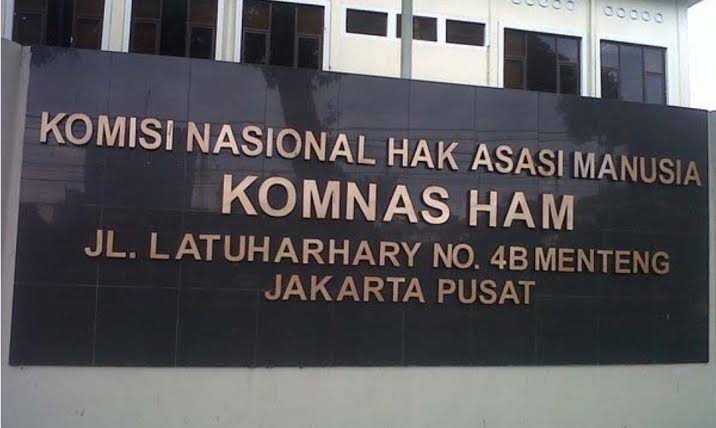 KOMISI NASIONAL HAK ASASI MANUSIA
KOMNAS HAM
JL. LATUHARHARY NO. 4B MENTENG
JAKARTA PUSAT